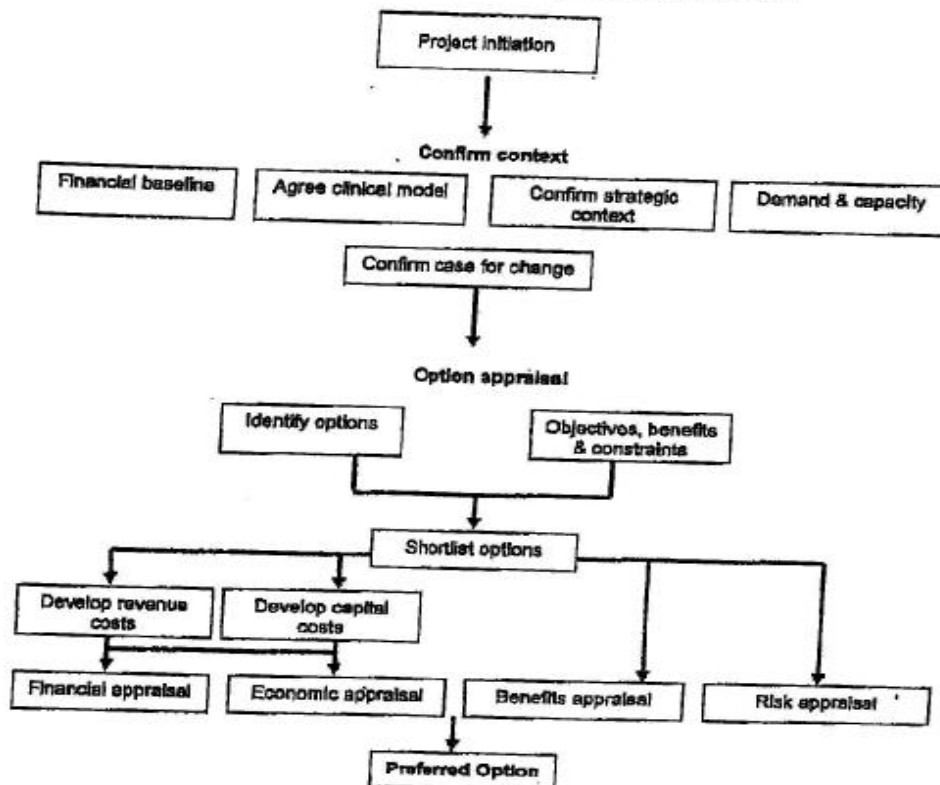 Project initiation
Confirm context
Financial baseline
Agree clinical model
Confirm strategic
context
Demand & capacity
Confirm case for change
Option appraisal
Identify options
Objectives, benefits
& constraints
Shortlist options
Develop revenue
costs
Develop capital
costs
Financial appraisal
Economic appraisal
Benefits appraisal
Risk appraisal
Preferred Option